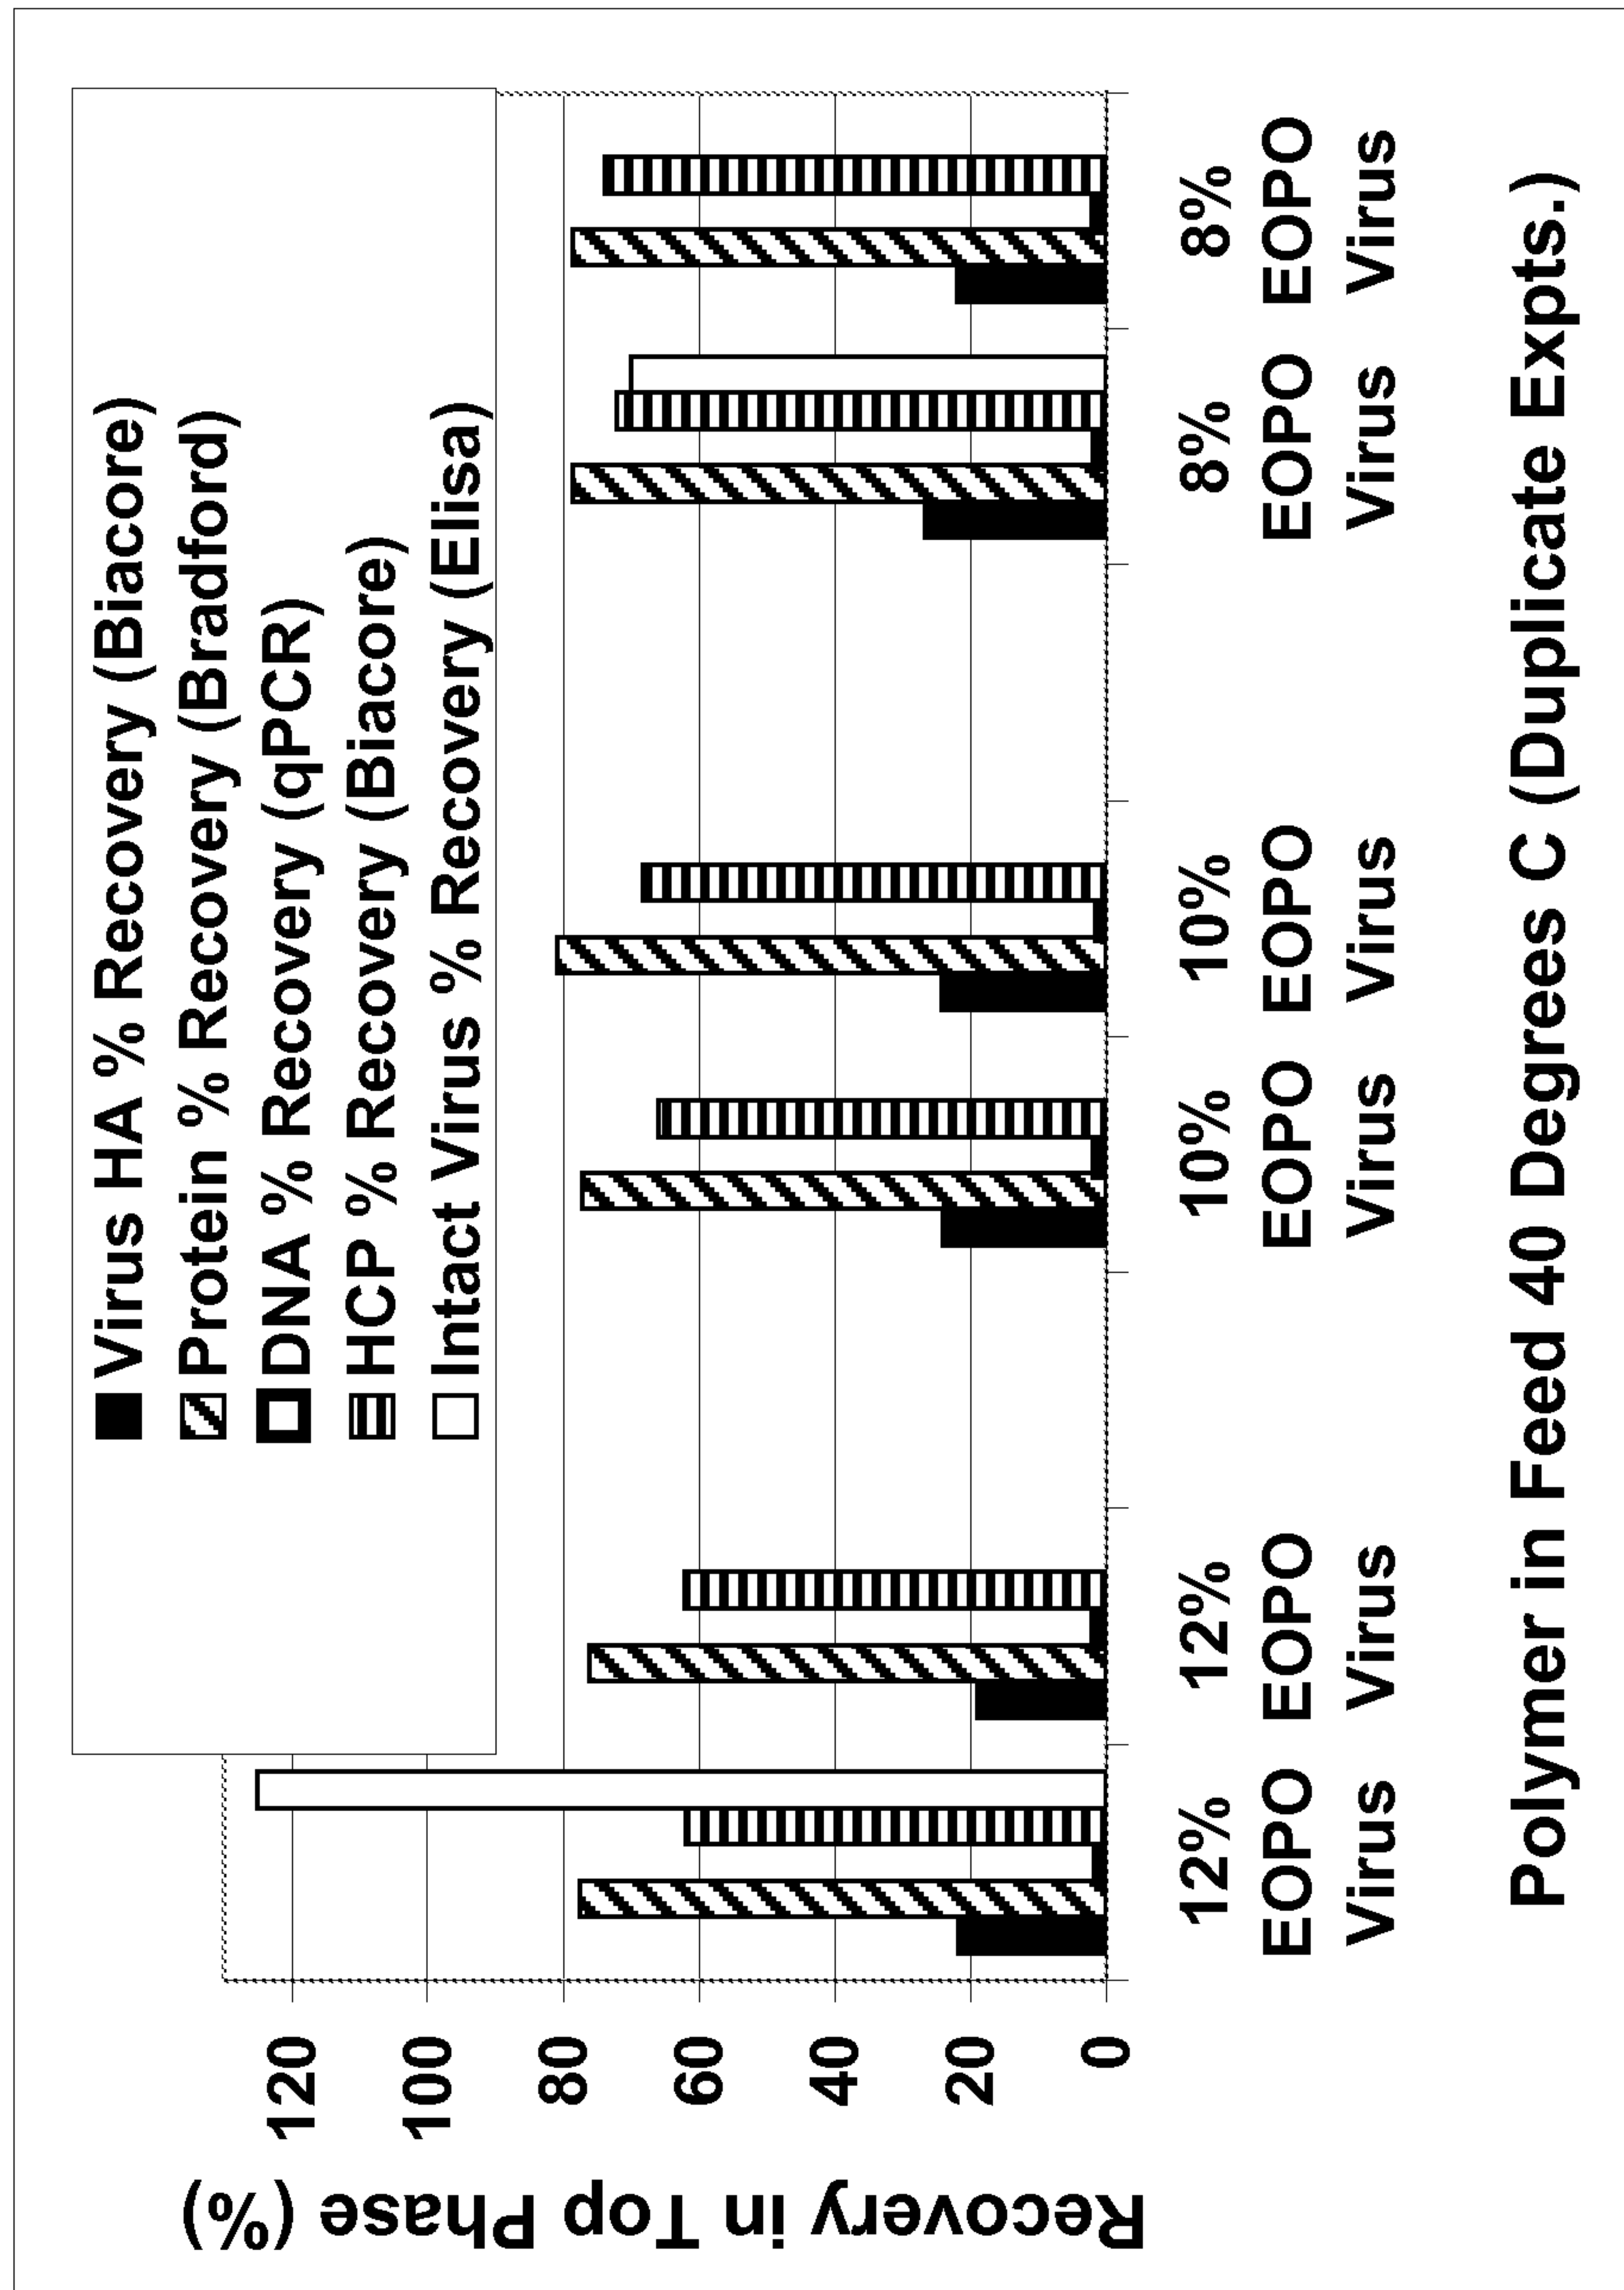 Virus HA % Recovery (Biacore)
Protein % Recovery (Bradford)
DNA % Recovery (qPCR)
HCP % Recovery (Biacore)
Intact Virus % Recovery (Elisa)
Recovery in Top Phase (%)
120
100
80
60
40
20
0
12% 12% 10% 10% 8% 8%
EOPO EOPO EOPO EOPO EOPO EOPO
Virus Virus Virus Virus Virus Virus
Polymer in Feed 40 Degrees C (Duplicate Expts.)